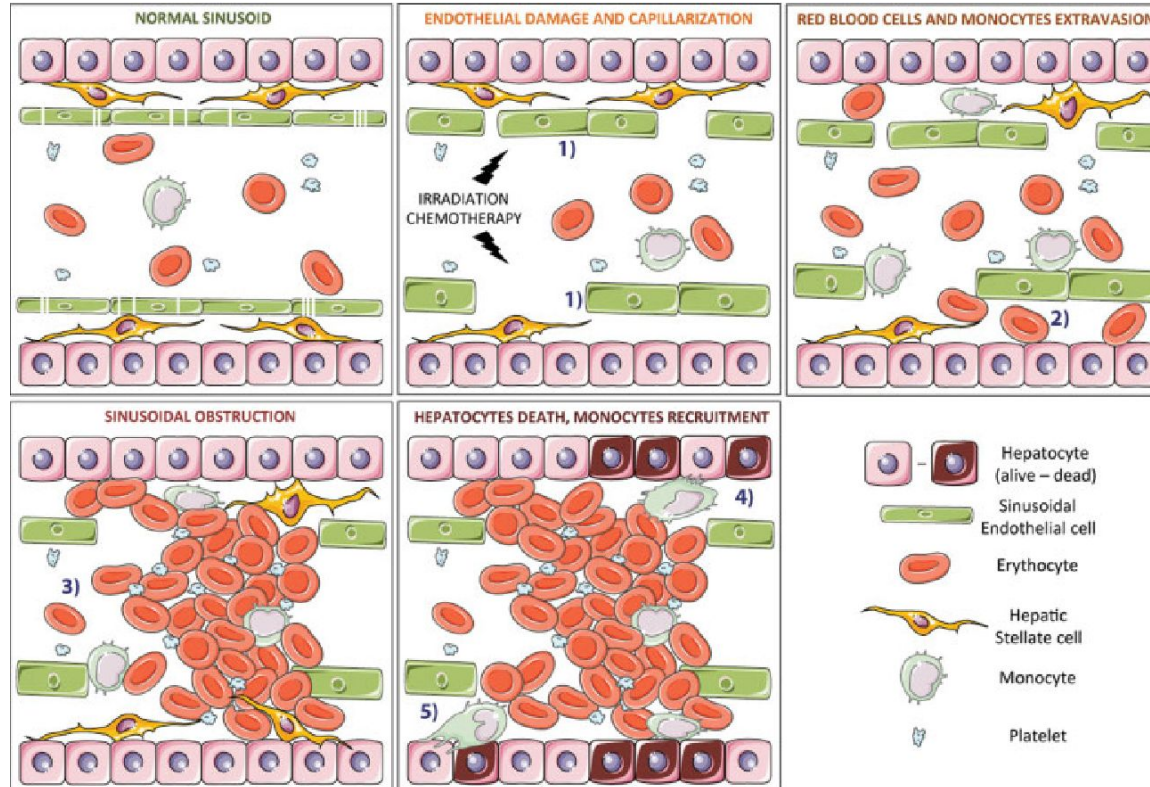 NORMAL SINUSOID
ENDOTHELIAL DAMAGE AND CAPILLARIZATION
1)
IRRADIATION
CHEMOTHERAPY
1)
RED BLOOD CELLS AND MONOCYTES EXTRAVASION
2)
SINUSOIDAL OBSTRUCTION
3)
HEPATOCYTES DEATH, MONOCYTES RECRUITMENT
4)
5)
Hepatocyte
(alive – dead)
Sinusoidal
Endothelial cell
Erythocyte
Hepatic
Stellate cell
Monocyte
Platelet